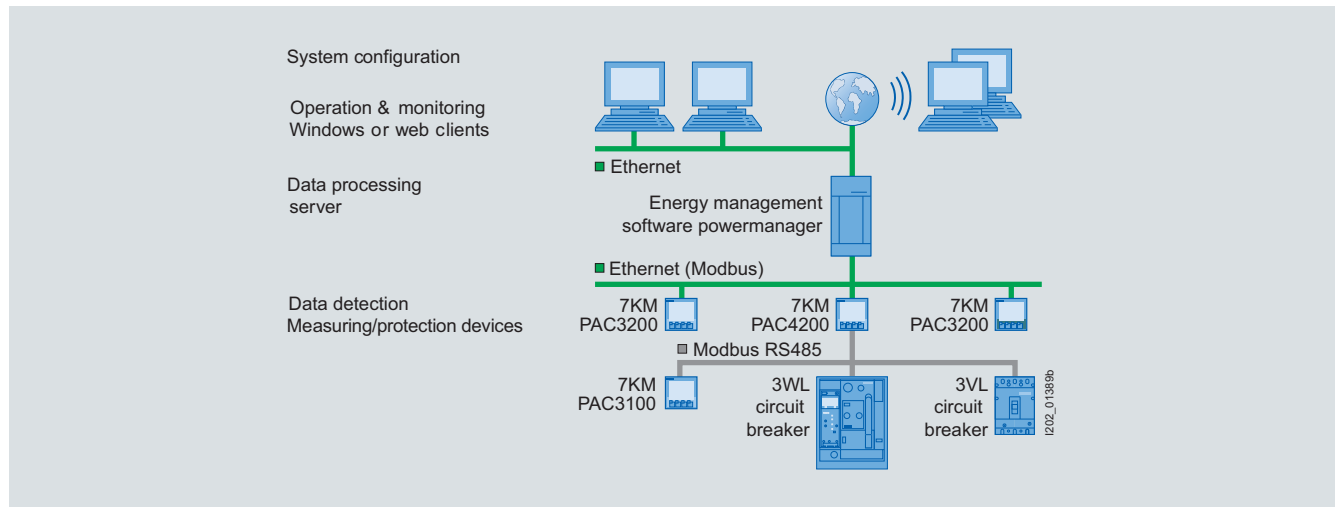 System configuration
Operation & monitoring
Windows or web clients
Ethernet
Data processing
server
Energy management
software powermanager
Ethernet (Modbus)
Data detection
Measuring/protection devices
7KM
PAC3200
7KM
PAC4200
7KM
PAC3200
Modbus RS485
7KM
PAC3100
3WL
circuit
breaker
3VL
circuit
breaker
I202_01389b